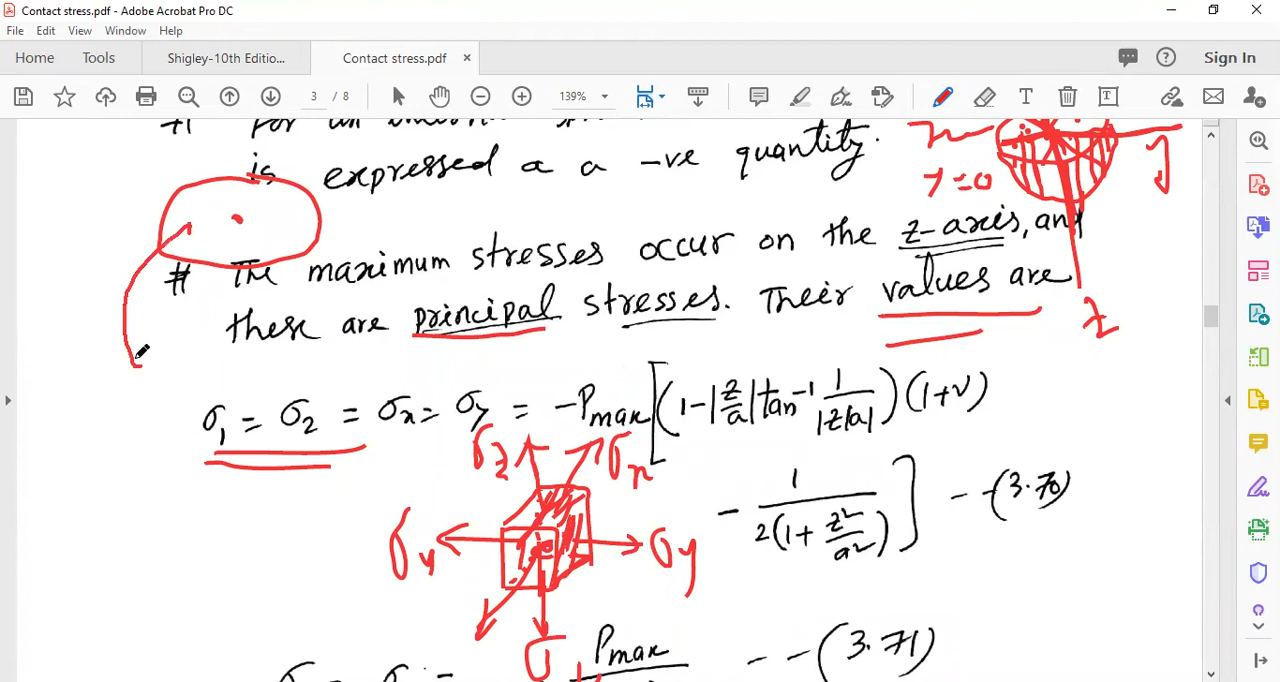 Contact stress.pdf - Adobe Acrobat Pro DC
File Edit View Window Help
Home Tools Shigley-10th Editio... Contact stress.pdf × Sign In
3 / 8 139%
is expressed a a -ve quantity.
γ=0
# The maximum stresses occur on the z-axis, and
these are principal stresses. Their values are
z
σ1 = σ2 = σx = σy = -Pmax [(1 - |z/a| tan⁻¹ 1/|z/a|)(1+ν)
- 1/(2(1 + z²/a²))] - -(3.70)
σz σx
σy σy
σ
Pmax - - (3.71)